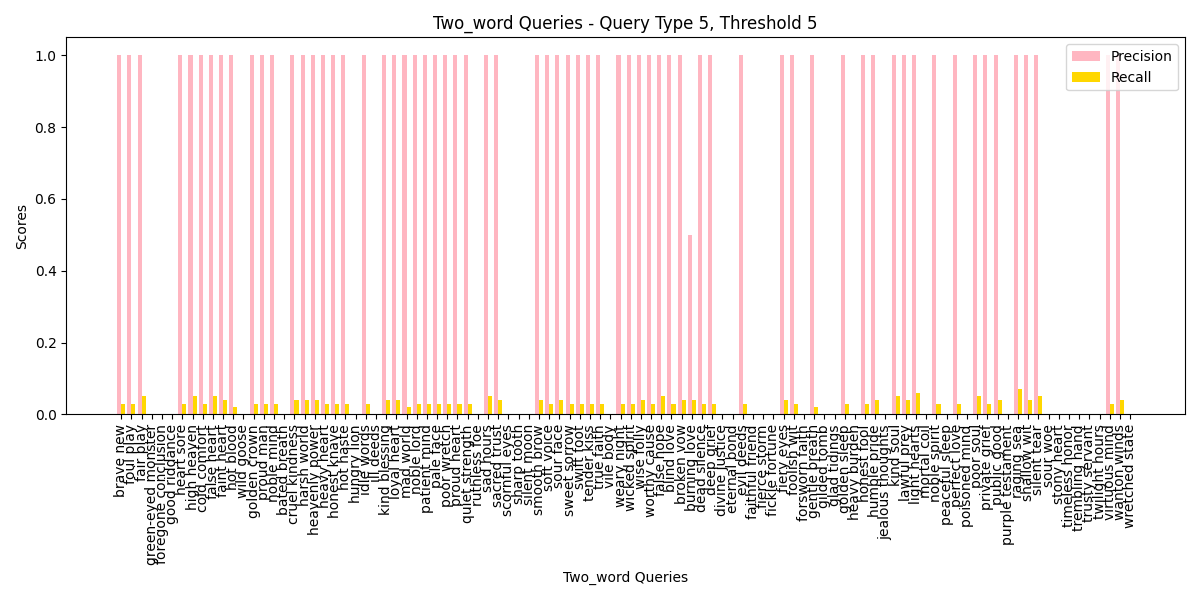 Two_word Queries - Query Type 5, Threshold 5
Precision
Recall
Scores
1.0
0.8
0.6
0.4
0.2
0.0
brave new
foul play
fair play
green-eyed monster
foregone conclusion
good riddance
heart sore
high heaven
cold comfort
fair youth
faint heart
hot blood
wild goose
golden crown
proud man
noble mind
bated breath
cruel kindness
harsh world
heavenly power
heavy heart
honest knave
hot haste
hungry lion
idle words
ill deeds
kind blessing
loyal heart
mad world
noble lord
patient mind
pale face
poor wretch
proud heart
quiet strength
ruthless foe
sad hours
sacred trust
scornful eyes
sharp tooth
silent moon
smooth brow
soft voice
sour face
sweet sorrow
swift foot
tender kiss
true faith
vile body
weary night
wicked spirit
wise folly
worthy cause
false hope
blind love
broken vow
burning love
dead silence
deep grief
divine justice
eternal bond
evil deeds
faithful friend
fierce storm
fickle fortune
fiery eyes
foolish wit
forsworn faith
gentle breath
gilded tomb
glad tidings
golden sleep
heavy burden
honest fool
humble pride
jealous thoughts
kind soul
lawful prey
light hearts
mortal coil
noble spirit
peaceful sleep
perfect love
poisoned mind
poor soul
private grief
public good
purple testament
raging sea
shallow wit
silent tear
sour woe
stony heart
timeless honor
trembling hand
trusty servant
twilight hours
virtuous mind
wanton wind
wretched state
Two_word Queries